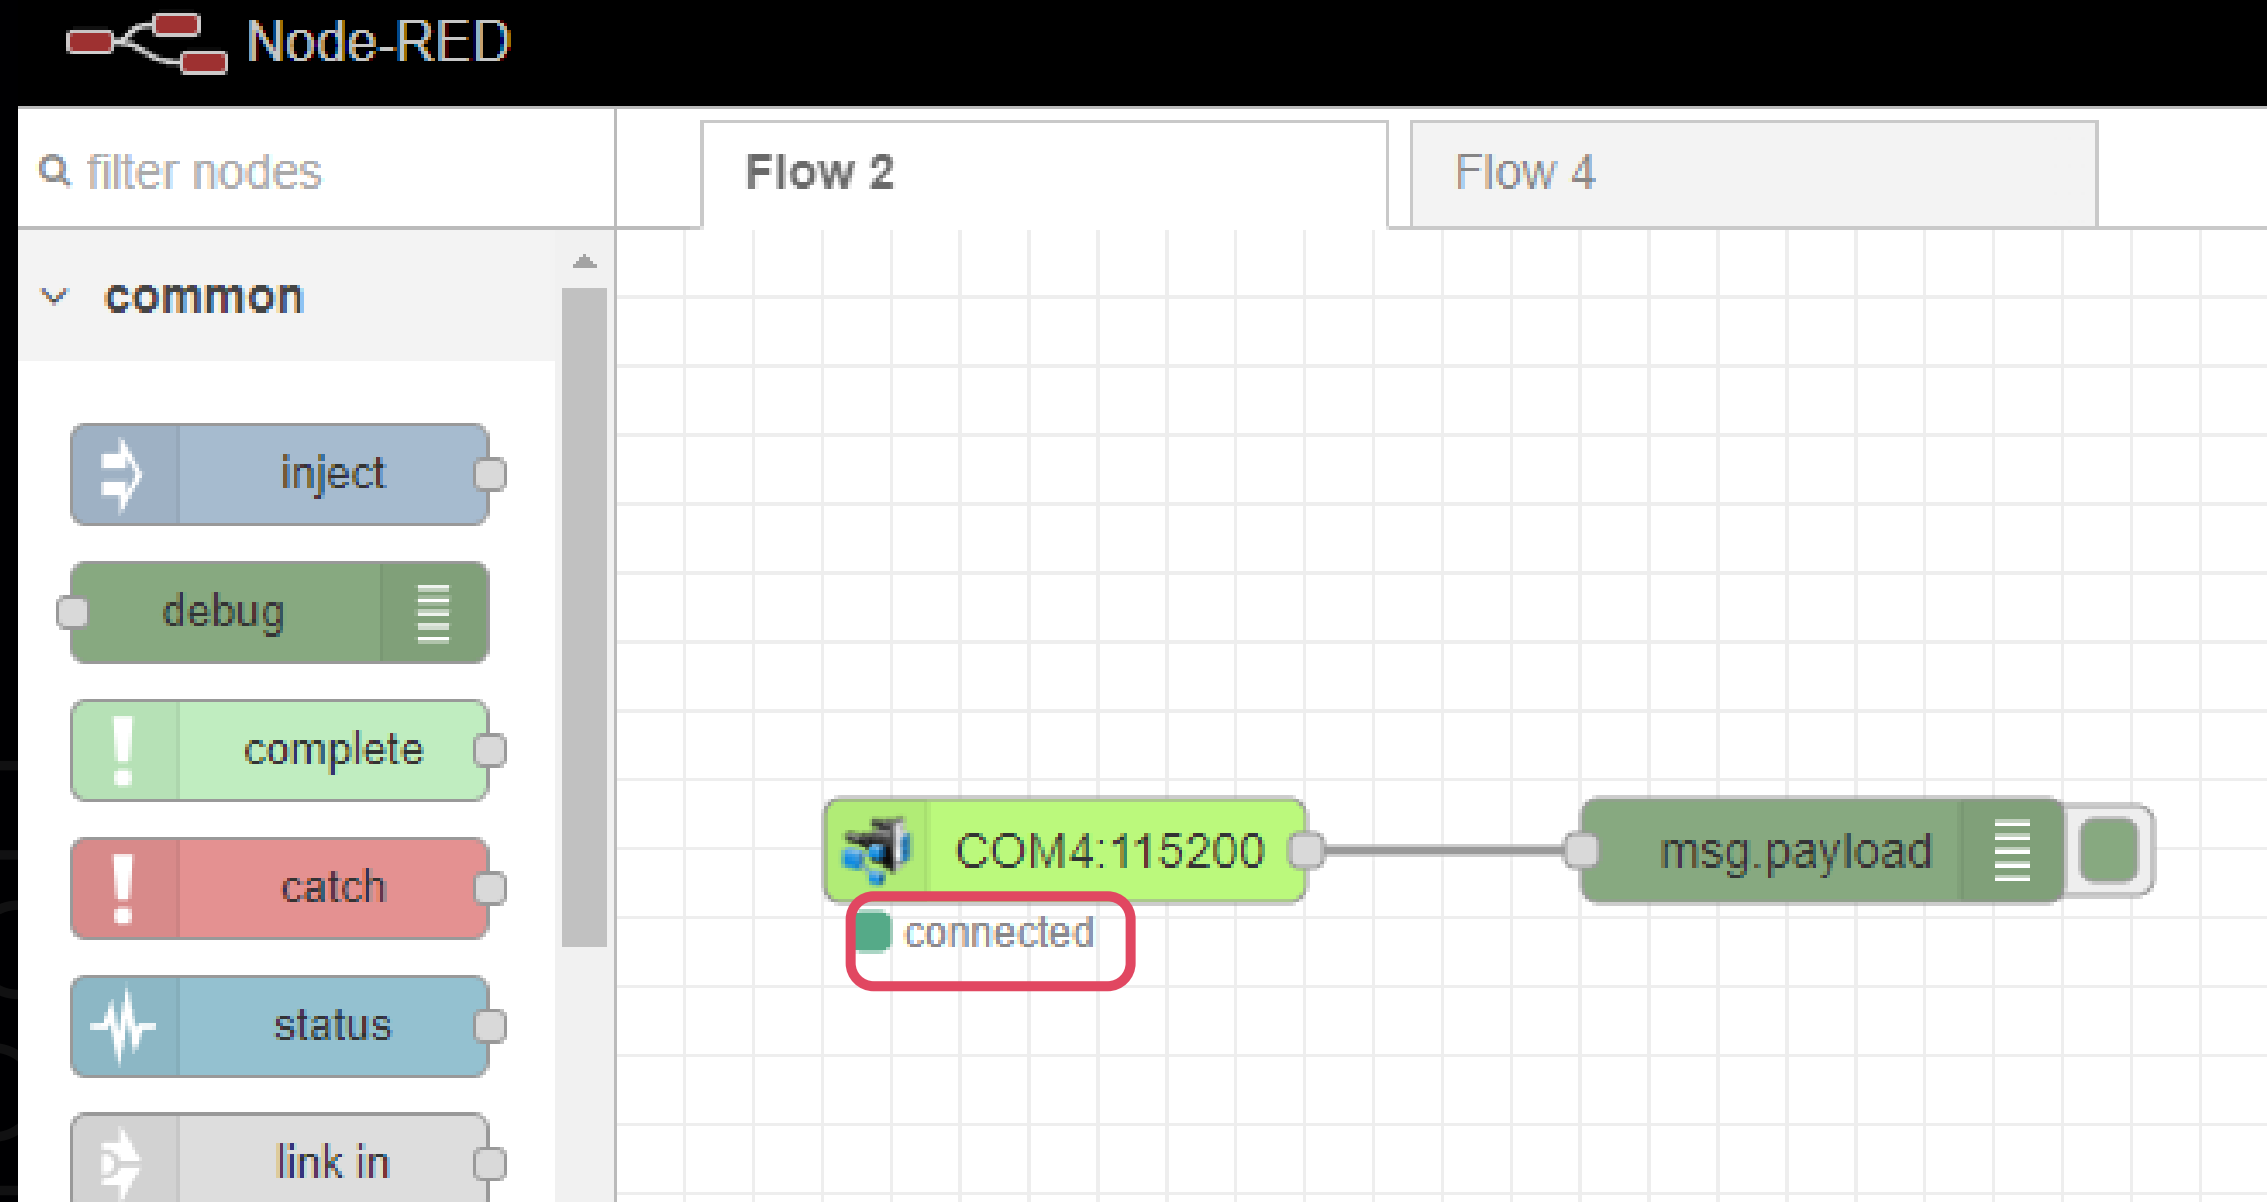 Node-RED
filter nodes
Flow 2
Flow 4
common
inject
debug
complete
catch
status
link in
COM4:115200
msg.payload
connected